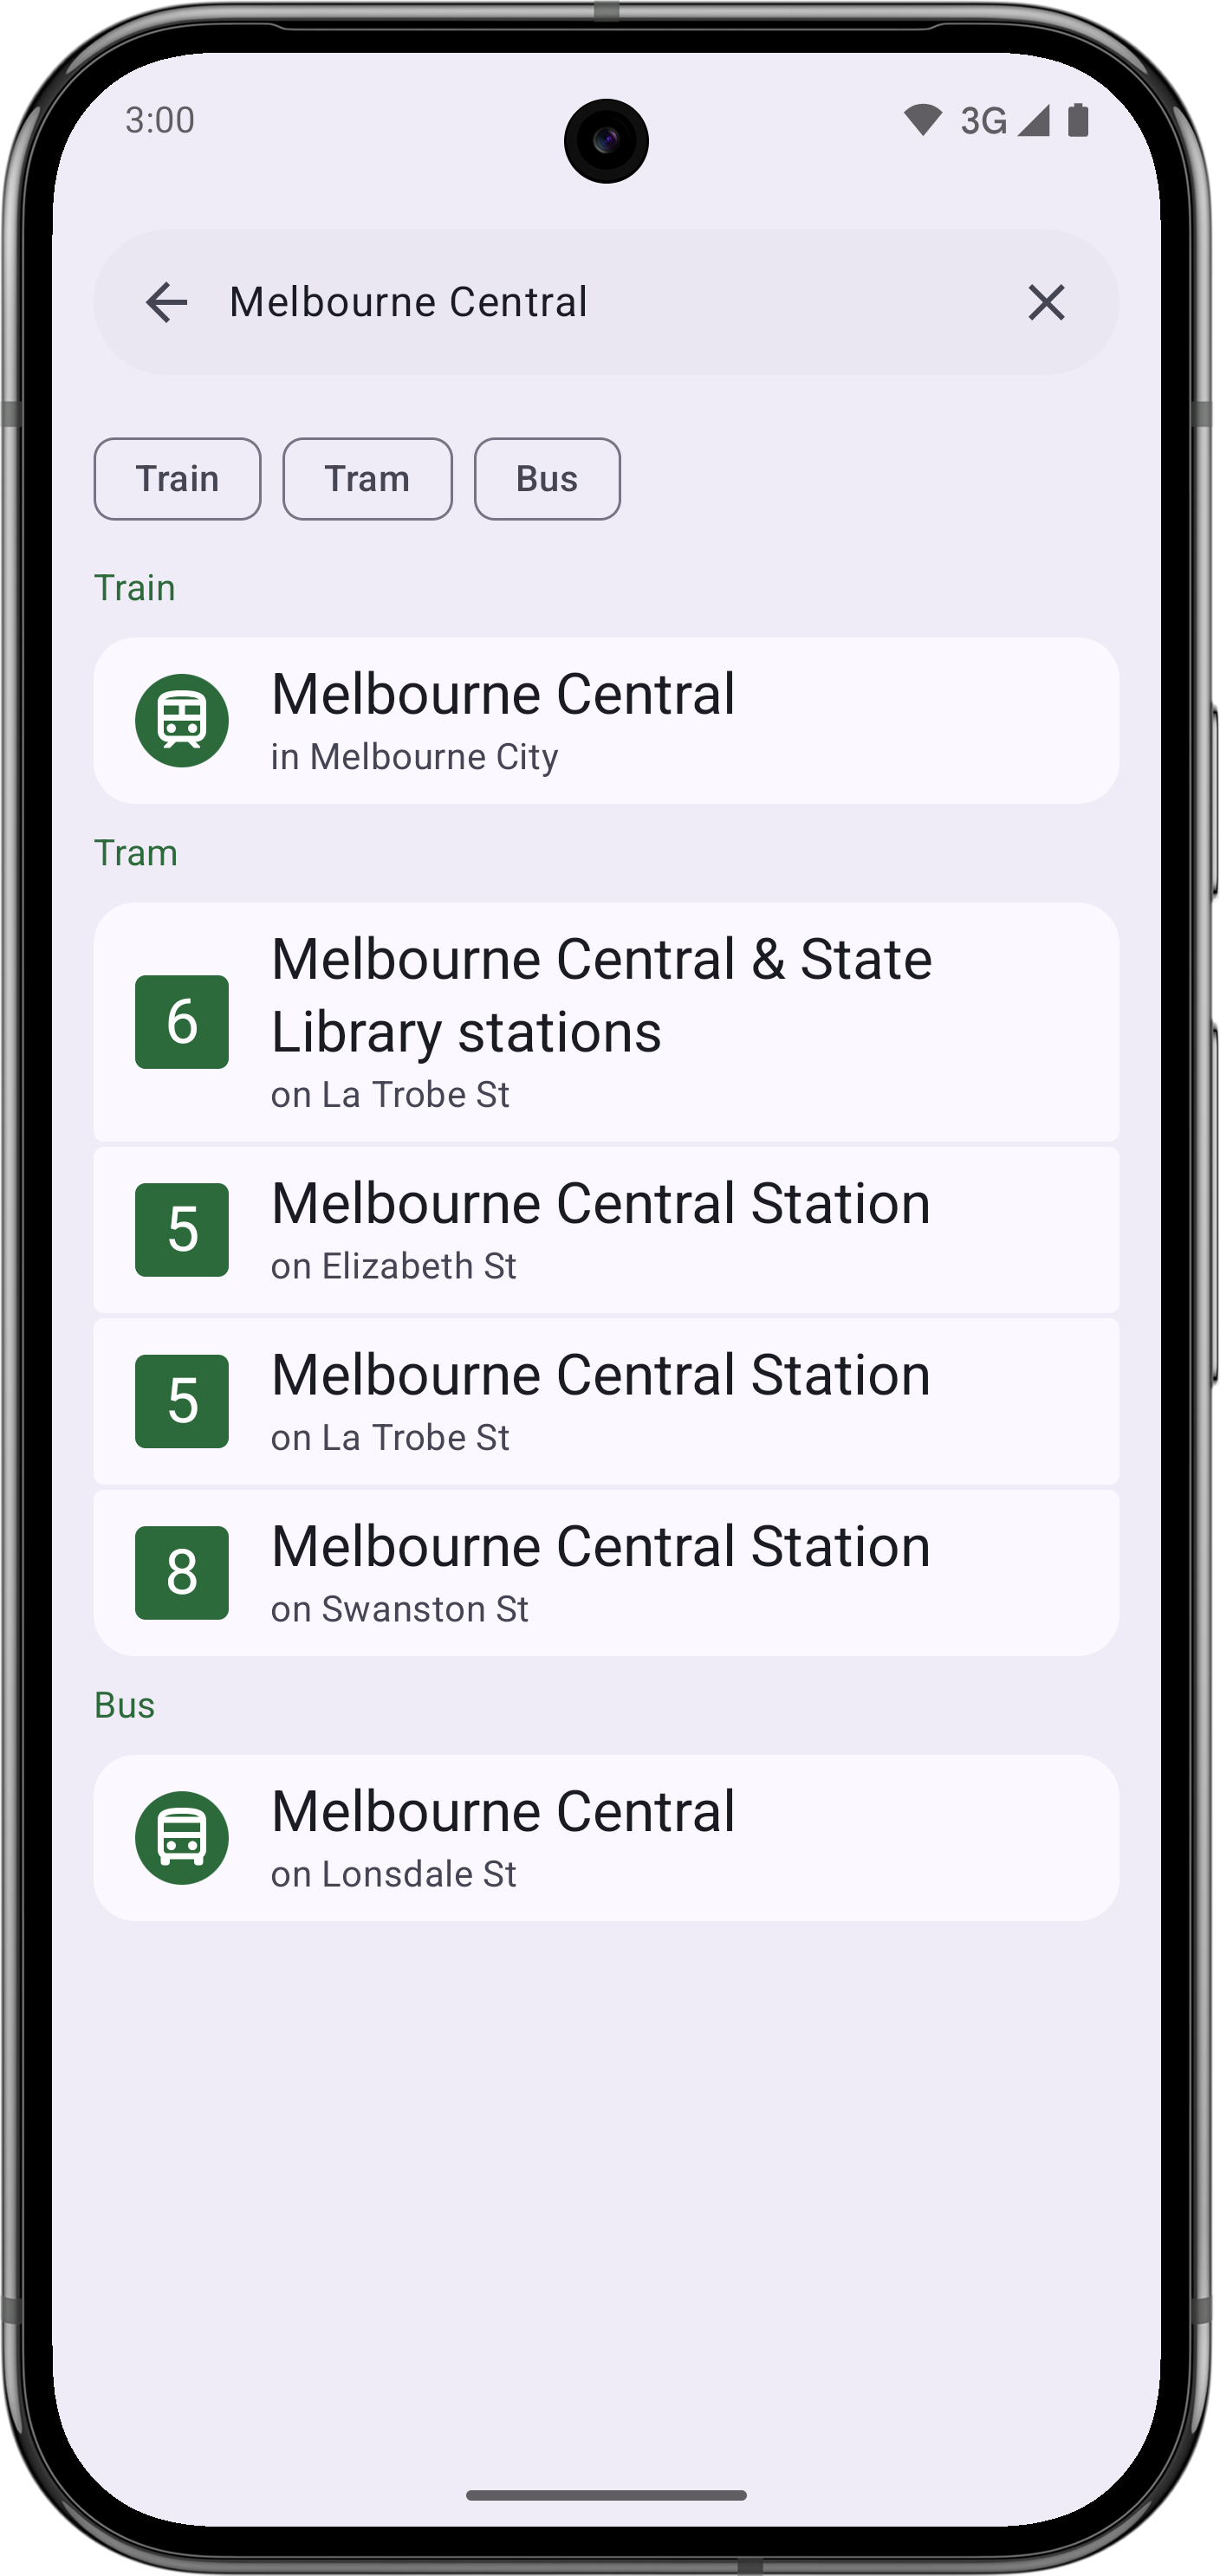 3:00
3G
Melbourne Central
Train
Tram
Bus
Train
Melbourne Central
in Melbourne City
Tram
6
Melbourne Central & State
Library stations
on La Trobe St
5
Melbourne Central Station
on Elizabeth St
5
Melbourne Central Station
on La Trobe St
8
Melbourne Central Station
on Swanston St
Bus
Melbourne Central
on Lonsdale St